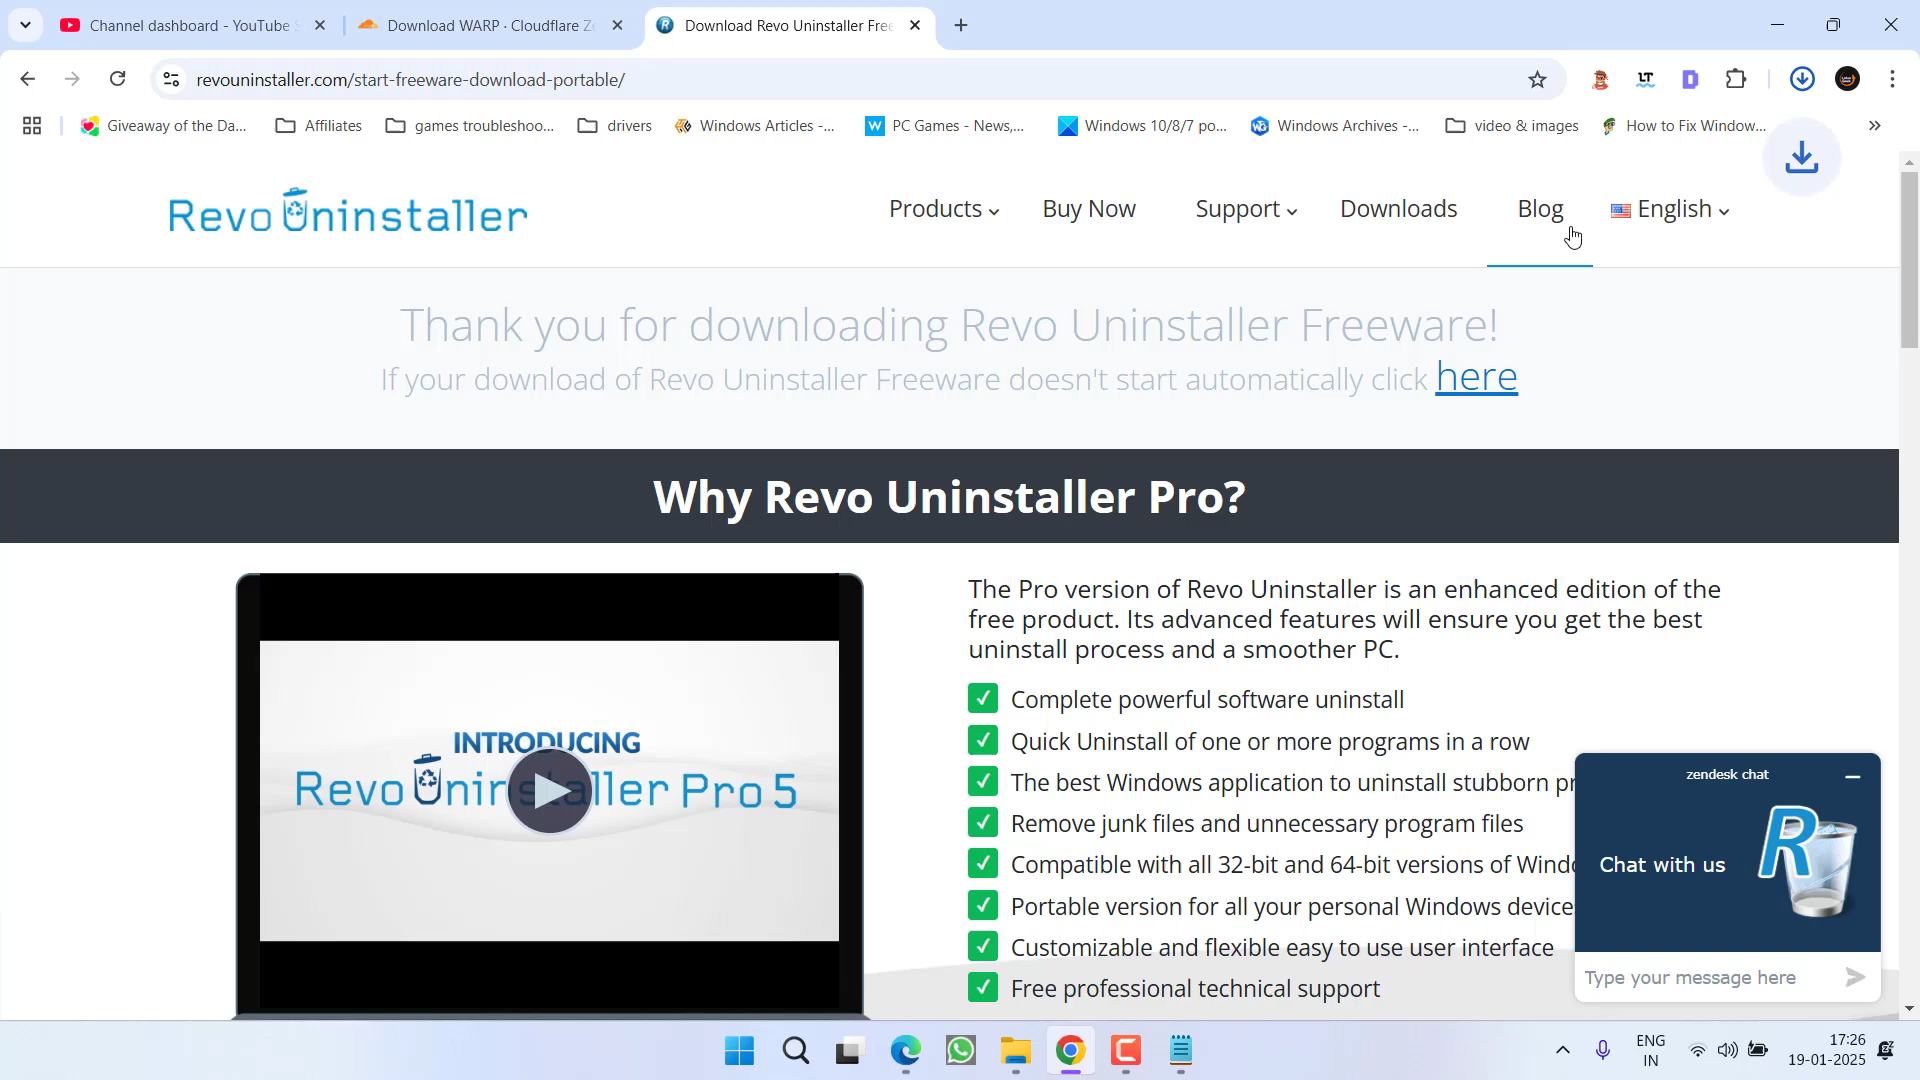 Channel dashboard - YouTube
Download WARP · Cloudflare Ze
Download Revo Uninstaller Free
revouninstaller.com/start-freeware-download-portable/
LT
Giveaway of the Da...
Affiliates
games troubleshoo...
drivers
Windows Articles -...
W
PC Games - News,...
Windows 10/8/7 po...
Windows Archives -...
video & images
How to Fix Window...
Revo Uninstaller
Products
Buy Now
Support
Downloads
Blog
English
Thank you for downloading Revo Uninstaller Freeware!
If your download of Revo Uninstaller Freeware doesn't start automatically click here
Why Revo Uninstaller Pro?
INTRODUCING
Revo Uninstaller Pro 5
The Pro version of Revo Uninstaller is an enhanced edition of the
free product. Its advanced features will ensure you get the best
uninstall process and a smoother PC.
Complete powerful software uninstall
Quick Uninstall of one or more programs in a row
The best Windows application to uninstall stubborn pr
Remove junk files and unnecessary program files
Compatible with all 32-bit and 64-bit versions of Windo
Portable version for all your personal Windows devices
Customizable and flexible easy to use user interface
Free professional technical support
zendesk chat
Chat with us
R
Type your message here
ENG
IN
17:26
19-01-2025